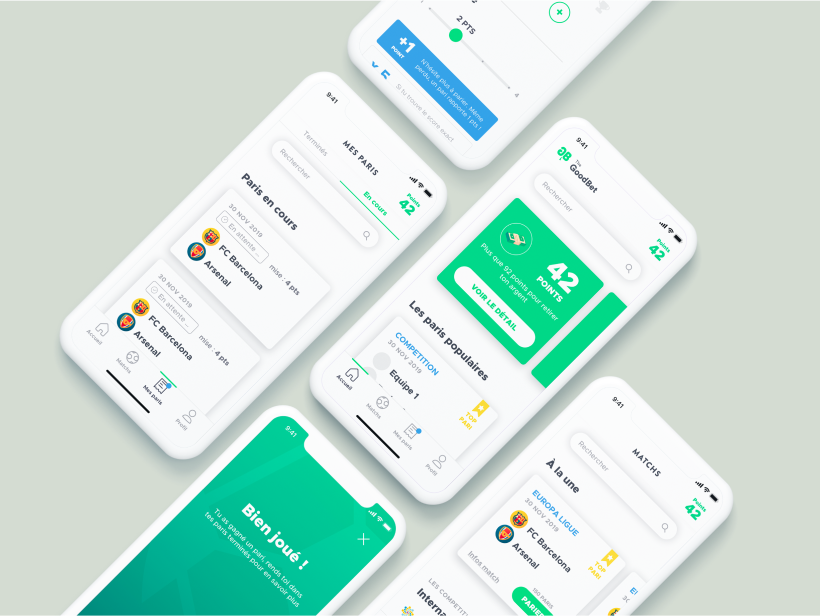 2 PTS
4
+1
POINT
N'hésite plus à parier. Même
perdu, un pari rapporte 1 pts !
Si tu trouve le score exact
9:41
MES PARIS
Points
42
Terminés
En cours
Rechercher
Paris en cours
30 NOV 2019
En attente ...
FC Barcelona
Arsenal
mise : 4 pts
30 NOV 2019
En attente ...
FC Barcelona
Arsenal
mise : 4 pts
Accueil
Matchs
Mes paris
Profil
9:41
The
GoodBet
Points
42
Rechercher
42
POINTS
Plus que 92 points pour retirer
ton argent
VOIR LE DÉTAIL
Les paris populaires
COMPETITION
30 NOV 2019
Equipe 1
TOP
PARI
Accueil
Matchs
Mes paris
Profil
9:41
Bien joué !
Tu as gagné un pari, rends toi dans
tes paris terminés pour en savoir plus
9:41
MATCHS
Points
42
Rechercher
À la une
EUROPA LIGUE
30 NOV 2019
FC Barcelona
Arsenal
TOP
PARI
Infos match
150 PARIS
PARIER